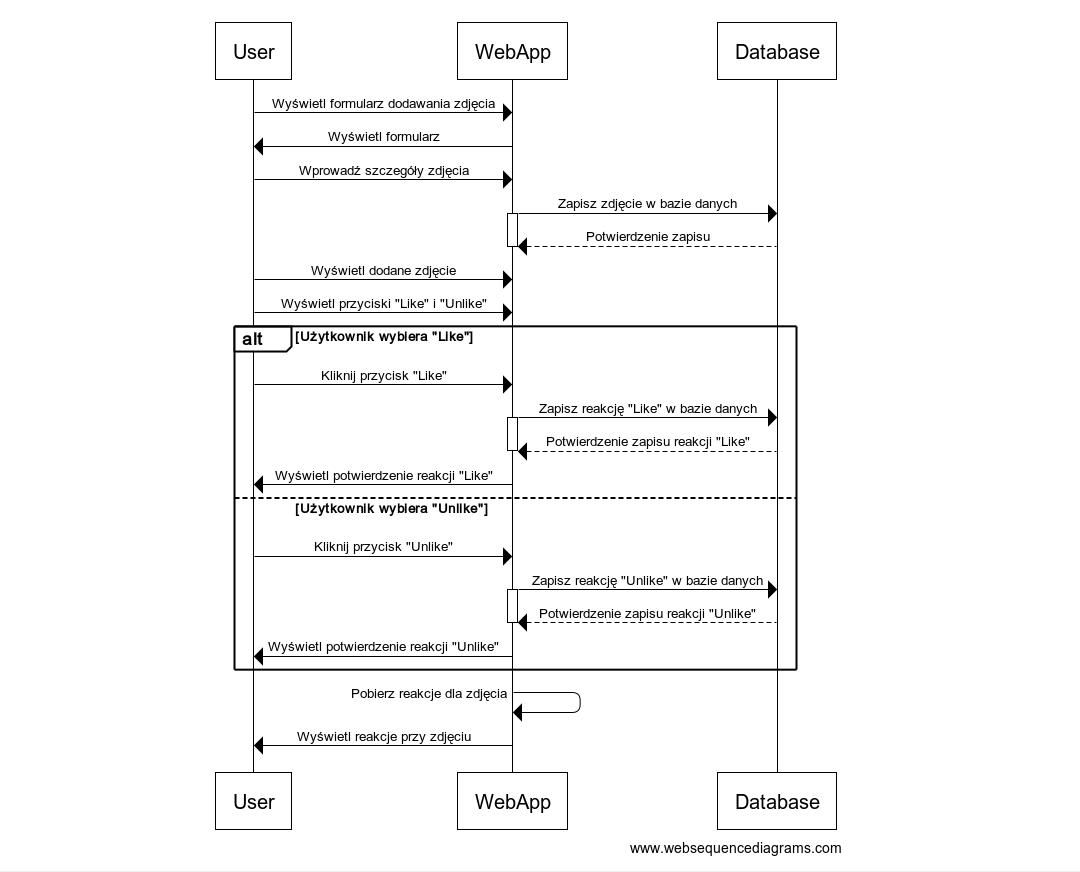 User WebApp Database
Wyświetl formularz dodawania zdjęcia
Wyświetl formularz
Wprowadź szczegóły zdjęcia
Zapisz zdjęcie w bazie danych
Potwierdzenie zapisu
Wyświetl dodane zdjęcie
Wyświetl przyciski "Like" i "Unlike"
alt [Użytkownik wybiera "Like"]
Kliknij przycisk "Like"
Zapisz reakcję "Like" w bazie danych
Potwierdzenie zapisu reakcji "Like"
Wyświetl potwierdzenie reakcji "Like"
[Użytkownik wybiera "Unlike"]
Kliknij przycisk "Unlike"
Zapisz reakcję "Unlike" w bazie danych
Potwierdzenie zapisu reakcji "Unlike"
Wyświetl potwierdzenie reakcji "Unlike"
Pobierz reakcje dla zdjęcia
Wyświetl reakcje przy zdjęciu
User WebApp Database
www.websequencediagrams.com